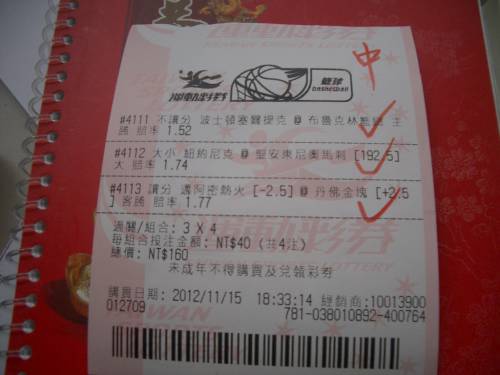 中
運動彩券
籃球
BASKETBALL
#4111 不讓分 波士頓塞爾提克 @ 布魯克林籃網 主
勝 賠率 1.52
#4112 大小 紐約尼克 @ 聖安東尼奧馬刺 [192.5]
大 賠率 1.74
#4113 讓分 邁阿密熱火 [-2.5] @ 丹佛金塊 [+2.5
] 客勝 賠率 1.77
過關/組合: 3 X 4
每組合投注金額: NT$40 (共4注)
總價: NT$160
未成年不得購買及兌領彩券
購買日期: 2012/11/15 18:33:14 經銷商: 10013900
012709 781-038010892-400764